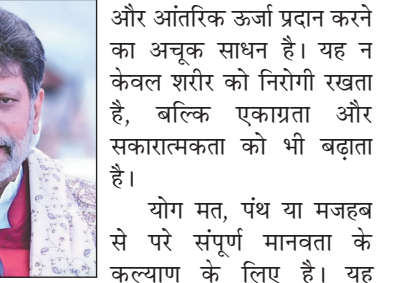 और आंतरिक ऊर्जा प्रदान करने
का अचूक साधन है। यह न
केवल शरीर को निरोगी रखता
है, बल्कि एकाग्रता और
सकारात्मकता को भी बढ़ाता
है।
योग मत, पंथ या मजहब
से परे संपूर्ण मानवता के
कल्याण के लिए है। यह